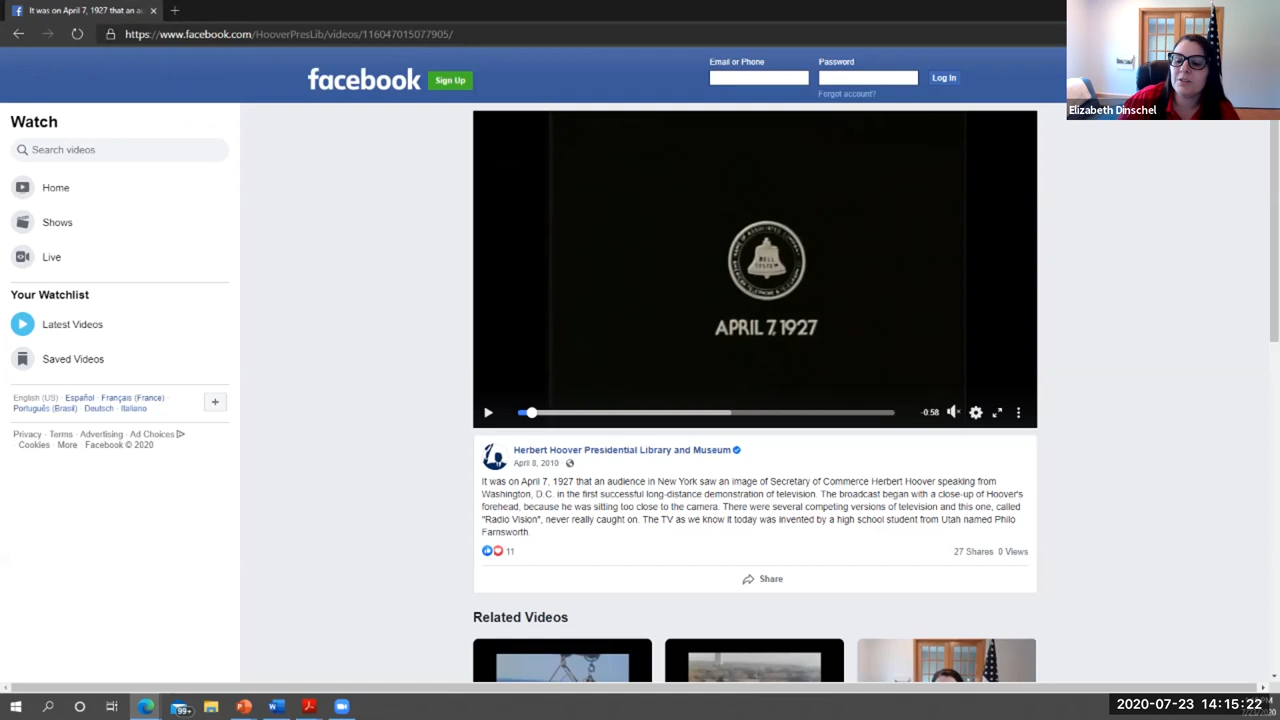 It was on April 7, 1927 that an a
https://www.facebook.com/HooverPresLib/videos/116047015077905/
Elizabeth Dinschel
facebook
Sign Up
Email or Phone
Password
Log In
Forgot account?
Watch
Search videos
Home
Shows
Live
Your Watchlist
Latest Videos
Saved Videos
English (US) · Español · Français (France) ·
Português (Brasil) · Deutsch · Italiano
Privacy · Terms · Advertising · Ad Choices
Cookies · More · Facebook © 2020
BELL
SYSTEM
APRIL 7, 1927
-0:58
Herbert Hoover Presidential Library and Museum
April 8, 2010
It was on April 7, 1927 that an audience in New York saw an image of Secretary of Commerce Herbert Hoover speaking from
Washington, D.C. in the first successful long-distance demonstration of television. The broadcast began with a close-up of Hoover's
forehead, because he was sitting too close to the camera. There were several competing versions of television and this one, called
"Radio Vision", never really caught on. The TV as we know it today was invented by a high school student from Utah named Philo
Farnsworth.
11
27 Shares 0 Views
Share
Related Videos
99+
2020-07-23 14:15:22